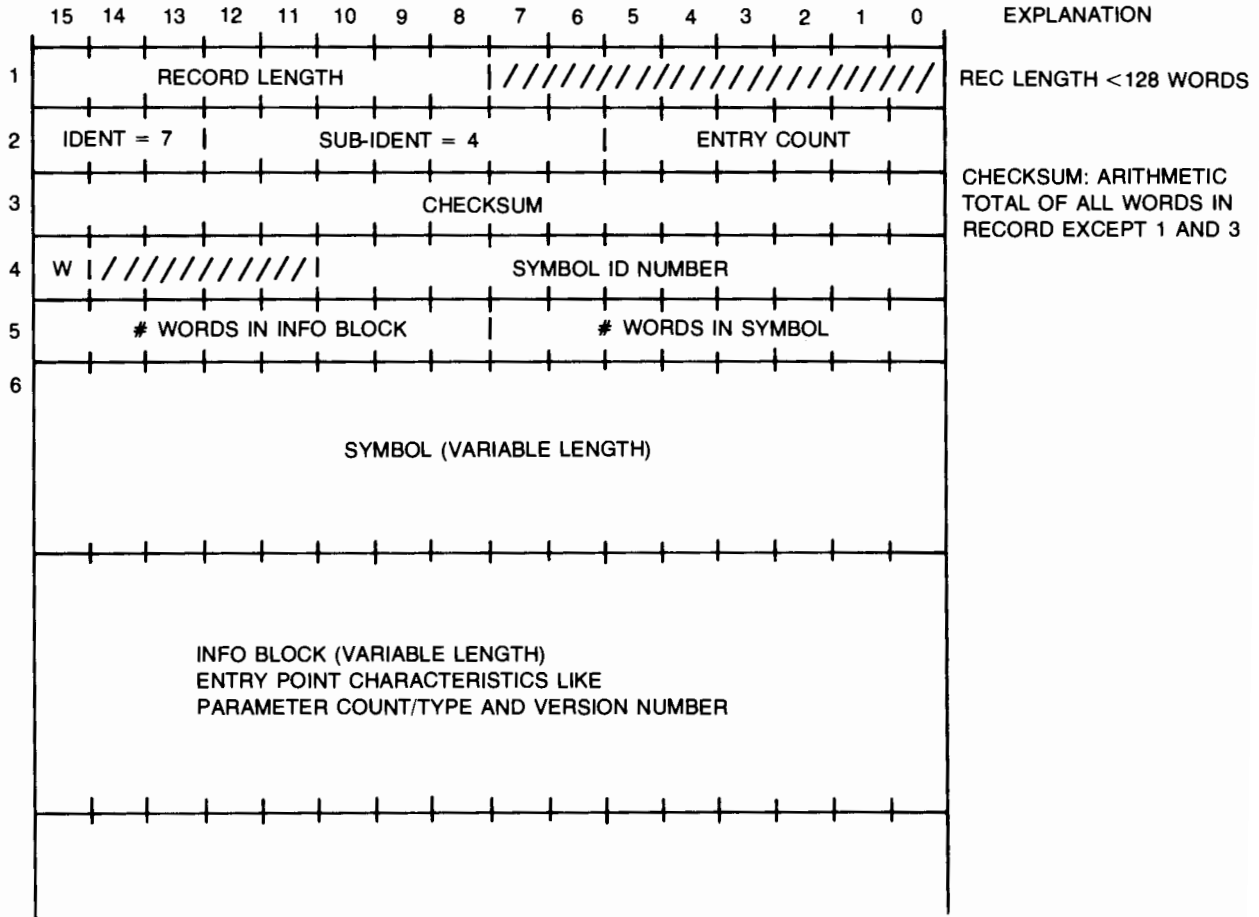 15 14 13 12 11 10 9 8 7 6 5 4 3 2 1 0 EXPLANATION
1 RECORD LENGTH REC LENGTH <128 WORDS
2 IDENT = 7 SUB-IDENT = 4 ENTRY COUNT
3 CHECKSUM
CHECKSUM: ARITHMETIC
TOTAL OF ALL WORDS IN
RECORD EXCEPT 1 AND 3
4 W SYMBOL ID NUMBER
5 # WORDS IN INFO BLOCK # WORDS IN SYMBOL
6
SYMBOL (VARIABLE LENGTH)
INFO BLOCK (VARIABLE LENGTH)
ENTRY POINT CHARACTERISTICS LIKE
PARAMETER COUNT/TYPE AND VERSION NUMBER